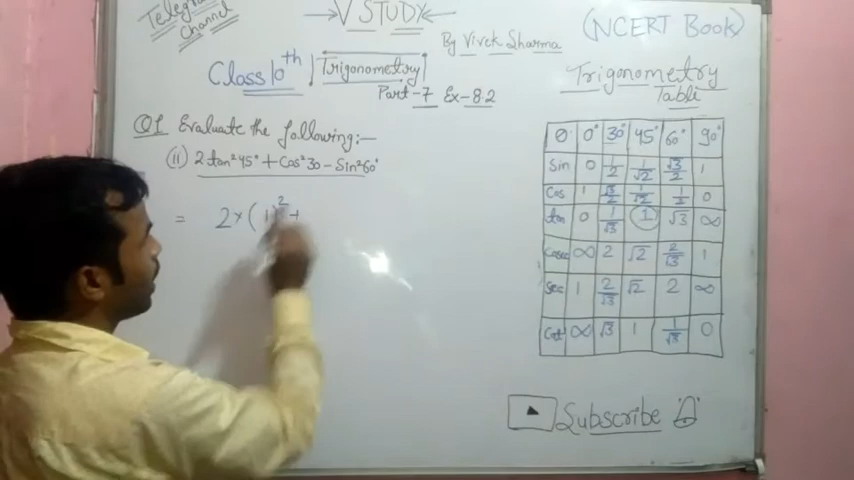 Telegram
Channel
V STUDY
By Vivek Sharma
(NCERT Book)
Class 10th
Trigonometry
Part-7 Ex-8.2
Q1 Evaluate the following:—
(ii) 2 tan²45° + Cos²30 - Sin²60°
= 2×(1)²+
Trigonometry
Table
θ 0° 30° 45° 60° 90°
Sin 0 1/2 1/√2 √3/2 1
Cos 1 √3/2 1/√2 1/2 0
tan 0 1/√3 1 √3 ∞
Cosec ∞ 2 √2 2/√3 1
Sec 1 2/√3 √2 2 ∞
Cot ∞ √3 1 1/√3 0
Subscribe